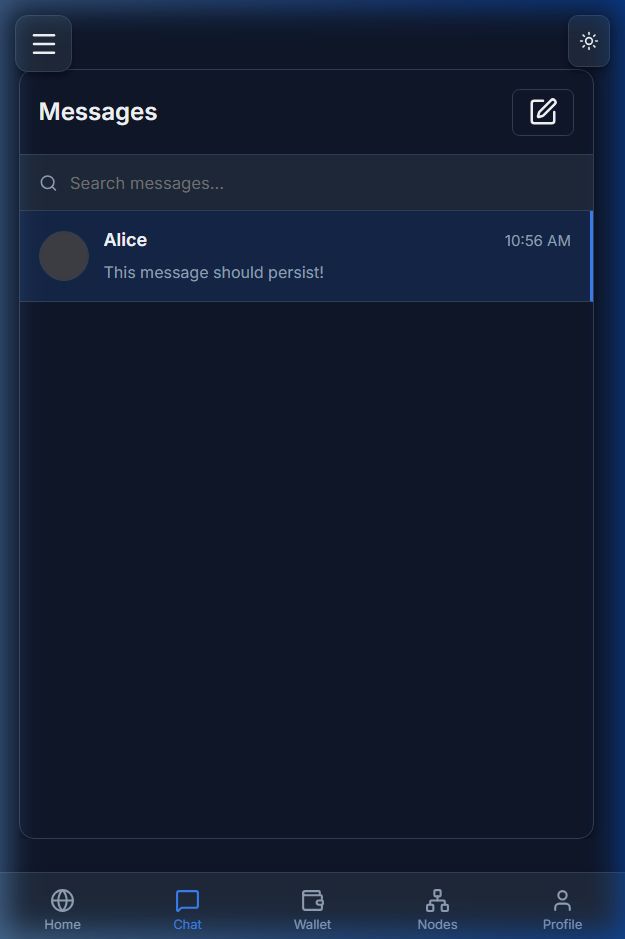 Messages
Search messages...
Alice 10:56 AM
This message should persist!
Home Chat Wallet Nodes Profile